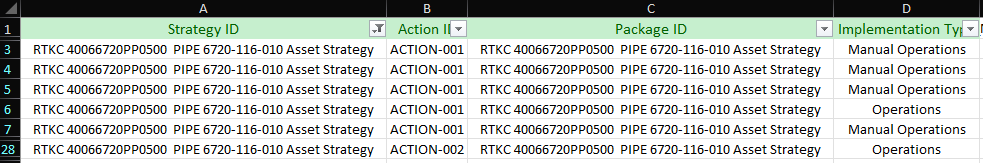 A B C D
1 Strategy ID Action ID Package ID Implementation Typ
3 RTKC 40066720PP0500 PIPE 6720-116-010 Asset Strategy ACTION-001 RTKC 40066720PP0500 PIPE 6720-116-010 Asset Strategy Manual Operations
4 RTKC 40066720PP0500 PIPE 6720-116-010 Asset Strategy ACTION-001 RTKC 40066720PP0500 PIPE 6720-116-010 Asset Strategy Manual Operations
5 RTKC 40066720PP0500 PIPE 6720-116-010 Asset Strategy ACTION-001 RTKC 40066720PP0500 PIPE 6720-116-010 Asset Strategy Manual Operations
6 RTKC 40066720PP0500 PIPE 6720-116-010 Asset Strategy ACTION-001 RTKC 40066720PP0500 PIPE 6720-116-010 Asset Strategy Operations
7 RTKC 40066720PP0500 PIPE 6720-116-010 Asset Strategy ACTION-001 RTKC 40066720PP0500 PIPE 6720-116-010 Asset Strategy Manual Operations
28 RTKC 40066720PP0500 PIPE 6720-116-010 Asset Strategy ACTION-002 RTKC 40066720PP0500 PIPE 6720-116-010 Asset Strategy Operations